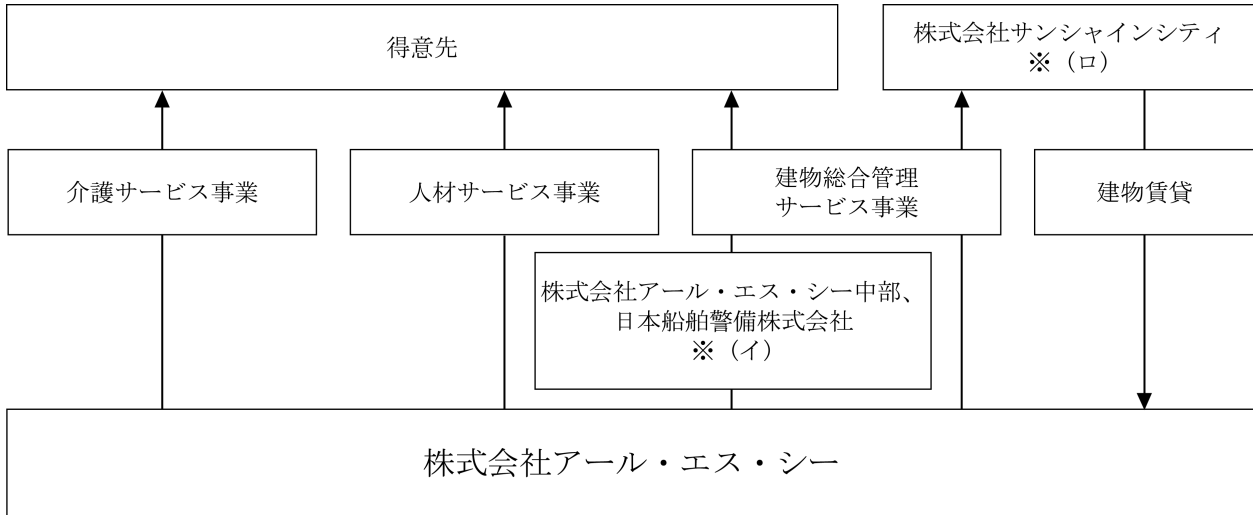 得意先
株式会社サンシャインシティ
※（ロ）
介護サービス事業
人材サービス事業
建物総合管理
サービス事業
建物賃貸
株式会社アール・エス・シー中部、
日本船舶警備株式会社
※（イ）
株式会社アール・エス・シー